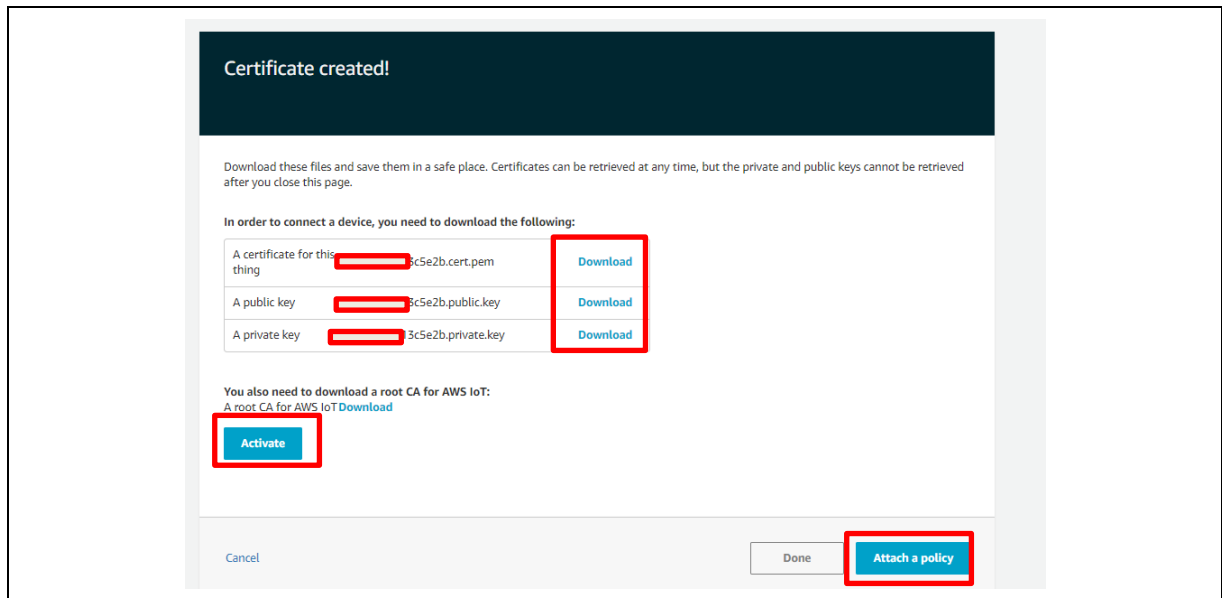 Certificate created!
Download these files and save them in a safe place. Certificates can be retrieved at any time, but the private and public keys cannot be retrieved
after you close this page.
In order to connect a device, you need to download the following:
A certificate for this
thing
3c5e2b.cert.pem
Download
A public key
3c5e2b.public.key
Download
A private key
13c5e2b.private.key
Download
You also need to download a root CA for AWS IoT:
A root CA for AWS IoT Download
Activate
Cancel
Done
Attach a policy